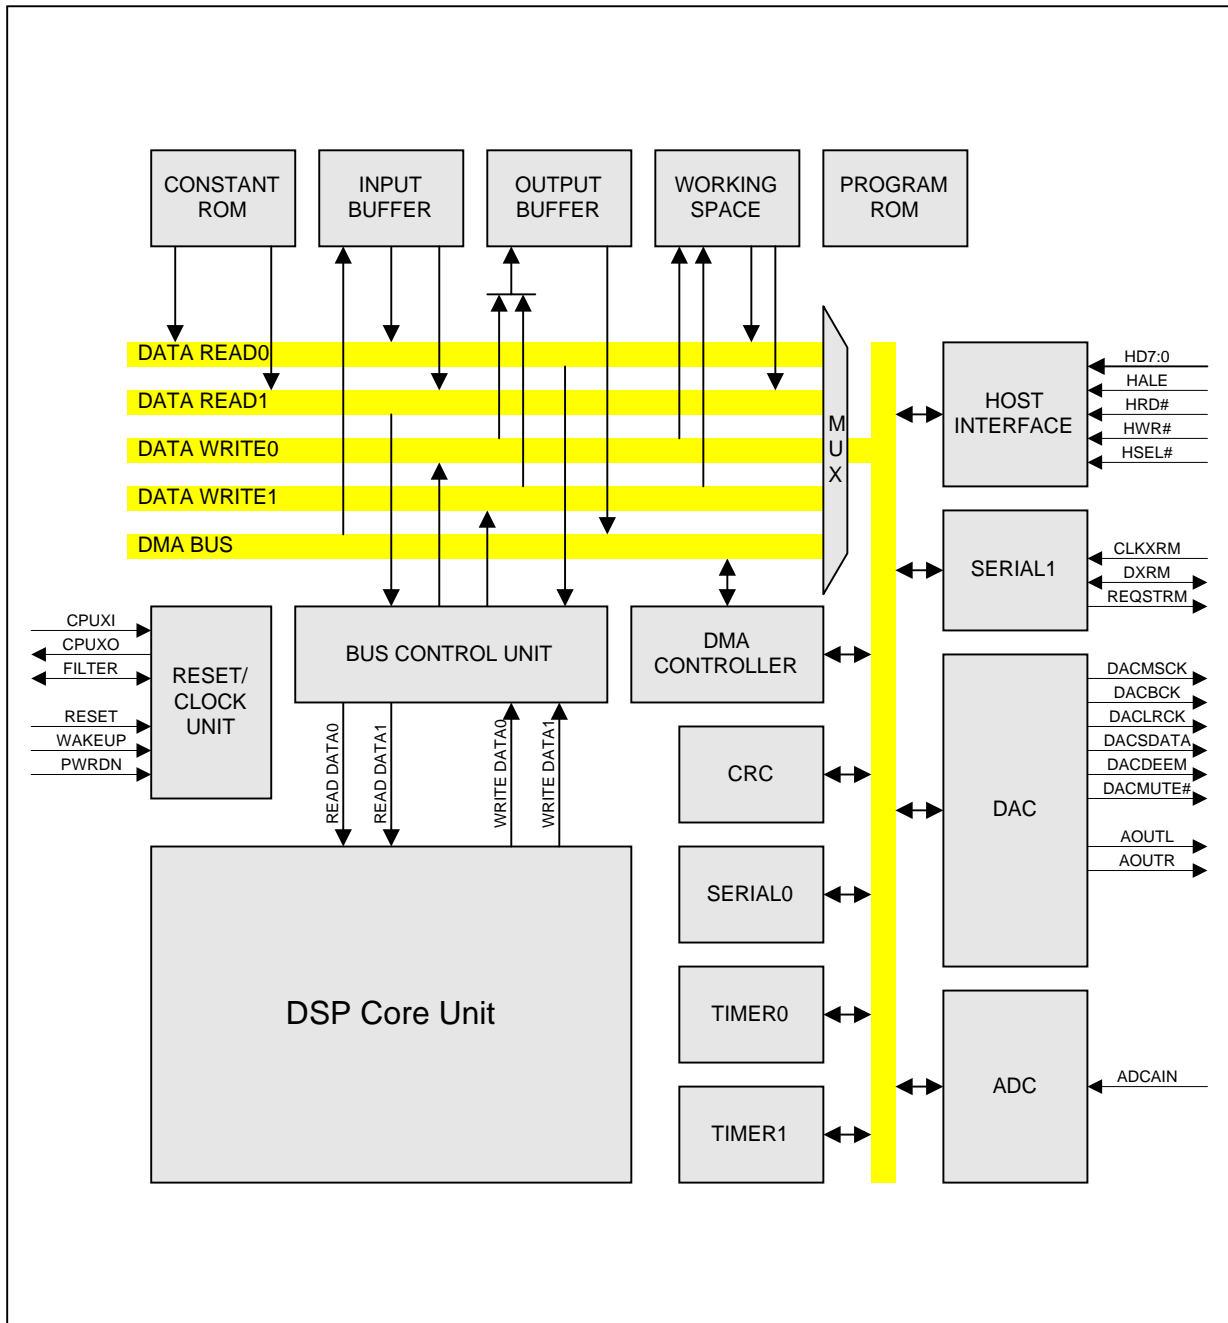 CONSTANT
ROM
INPUT
BUFFER
OUTPUT
BUFFER
WORKING
SPACE
PROGRAM
ROM
DATA READ0
DATA READ1
DATA WRITE0
DATA WRITE1
DMA BUS
M
U
X
HOST
INTERFACE
HD7:0
HALE
HRD#
HWR#
HSEL#
SERIAL1
CLKXRM
DXRM
REQSTRM
CPUXI
CPUXO
FILTER
RESET
WAKEUP
PWRDN
RESET/
CLOCK
UNIT
BUS CONTROL UNIT
DMA
CONTROLLER
READ DATA0
READ DATA1
WRITE DATA0
WRITE DATA1
CRC
DAC
DACMSCK
DACBCK
DACLRCK
DACSDATA
DACDEEM
DACMUTE#
AOUTL
AOUTR
SERIAL0
DSP Core Unit
TIMER0
TIMER1
ADC
ADCAIN